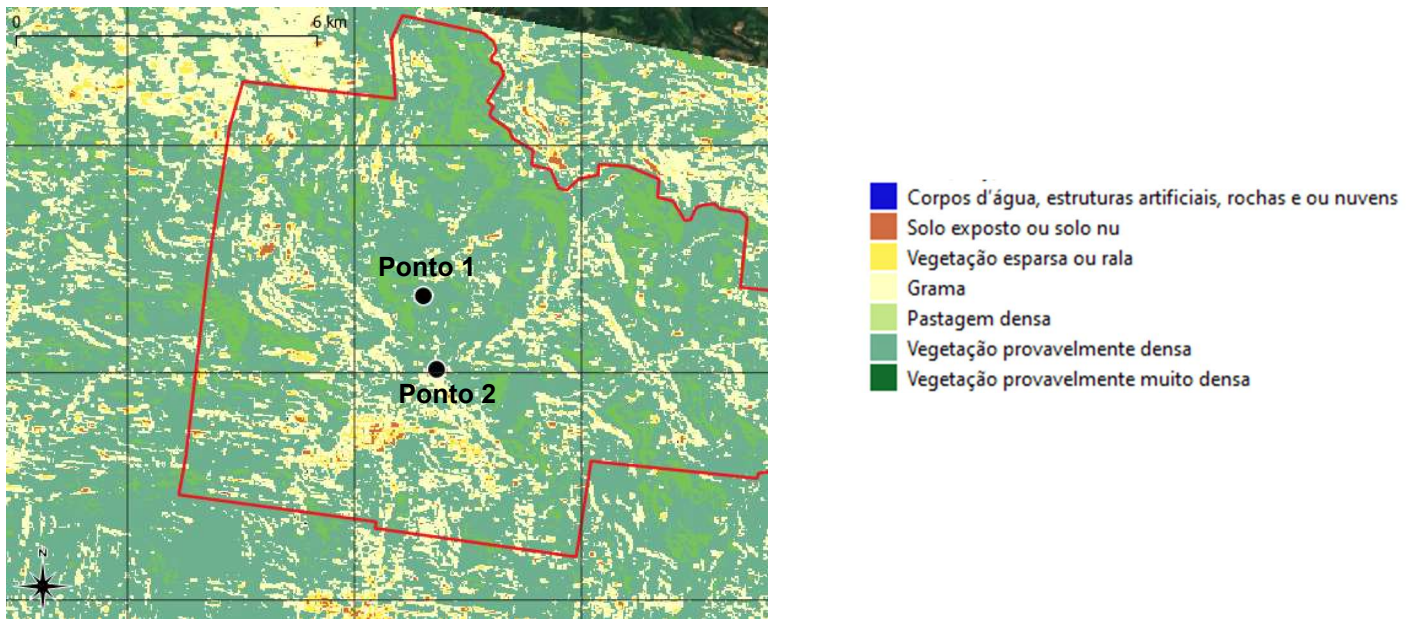 0 6 km
Ponto 1
Ponto 2
N
Corpos d'água, estruturas artificiais, rochas e ou nuvens
Solo exposto ou solo nu
Vegetação esparsa ou rala
Grama
Pastagem densa
Vegetação provavelmente densa
Vegetação provavelmente muito densa